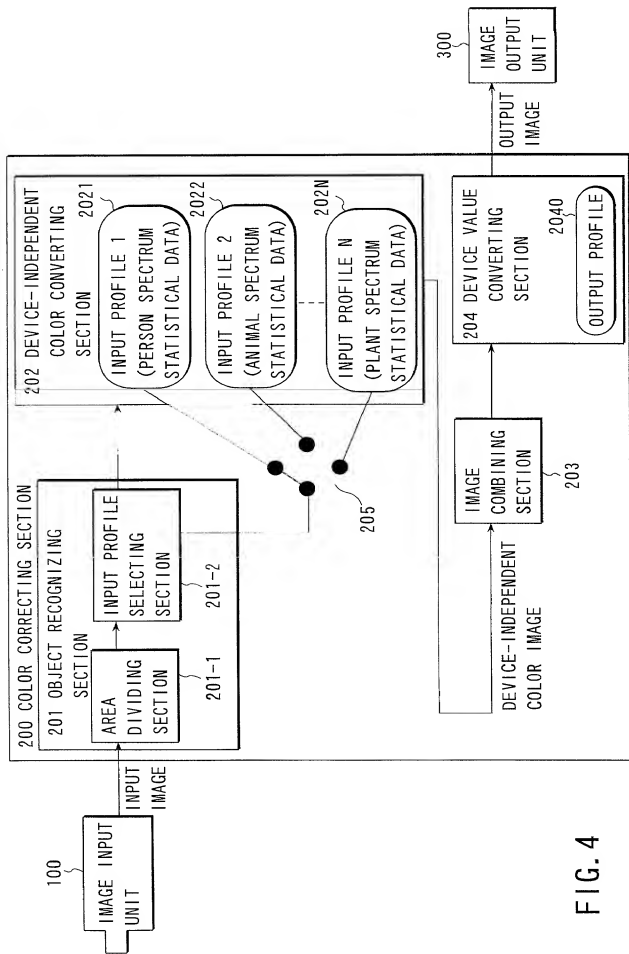 100
IMAGE INPUT
UNIT
INPUT
IMAGE
200 COLOR CORRECTING SECTION
201 OBJECT RECOGNIZING
SECTION
AREA
DIVIDING
SECTION
201-1
INPUT PROFILE
SELECTING
SECTION
201-2
202 DEVICE-INDEPENDENT
COLOR CONVERTING
SECTION
2021
INPUT PROFILE 1
(PERSON SPECTRUM
STATISTICAL DATA)
2022
INPUT PROFILE 2
(ANIMAL SPECTRUM
STATISTICAL DATA)
202N
INPUT PROFILE N
(PLANT SPECTRUM
STATISTICAL DATA)
205
DEVICE-INDEPENDENT
COLOR IMAGE
IMAGE
COMBINING
SECTION
203
204 DEVICE VALUE
CONVERTING
SECTION
2040
OUTPUT PROFILE
OUTPUT
IMAGE
300
IMAGE
OUTPUT
UNIT
FIG. 4